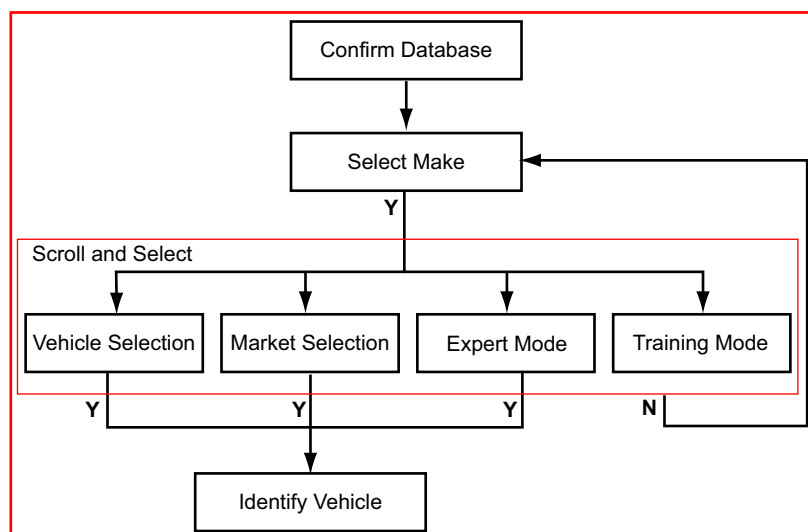 Confirm Database
Select Make
Y
Scroll and Select
Vehicle Selection
Market Selection
Expert Mode
Training Mode
Y
Y
Y
N
Identify Vehicle